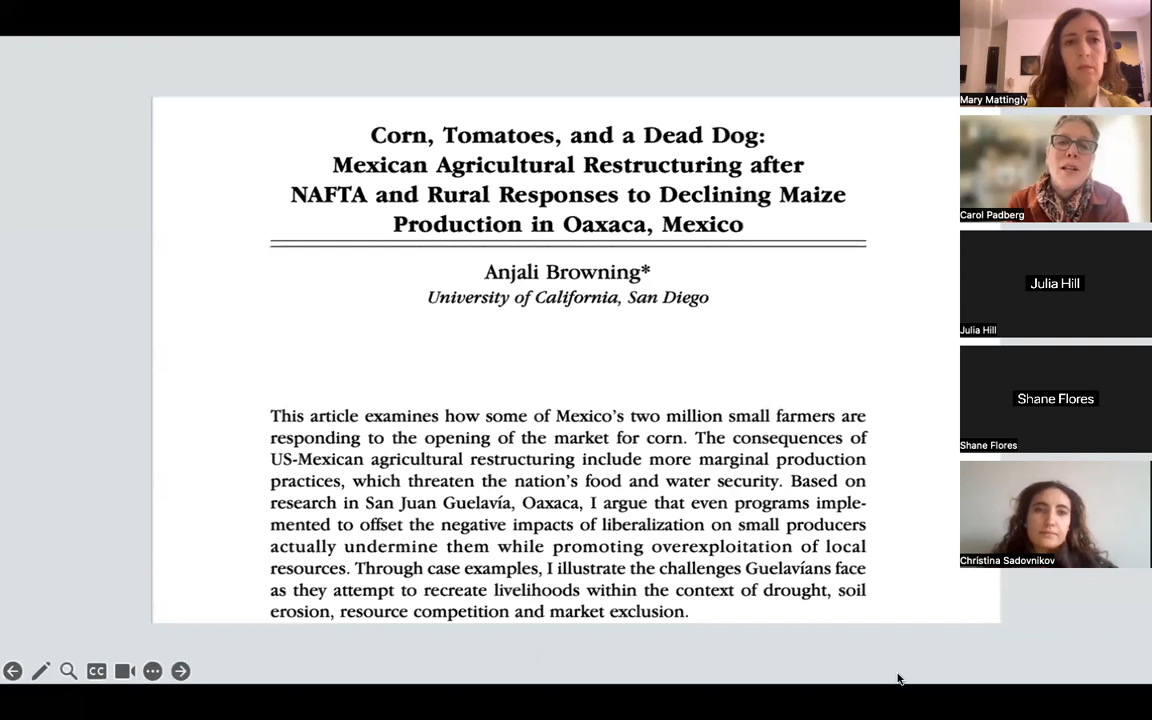 Corn, Tomatoes, and a Dead Dog:
Mexican Agricultural Restructuring after
NAFTA and Rural Responses to Declining Maize
Production in Oaxaca, Mexico
Anjali Browning*
University of California, San Diego
This article examines how some of Mexico's two million small farmers are
responding to the opening of the market for corn. The consequences of
US-Mexican agricultural restructuring include more marginal production
practices, which threaten the nation's food and water security. Based on
research in San Juan Guelavía, Oaxaca, I argue that even programs imple-
mented to offset the negative impacts of liberalization on small producers
actually undermine them while promoting overexploitation of local
resources. Through case examples, I illustrate the challenges Guelavíans face
as they attempt to recreate livelihoods within the context of drought, soil
erosion, resource competition and market exclusion.
CC
Mary Mattingly
Carol Padberg
Julia Hill
Julia Hill
Shane Flores
Shane Flores
Christina Sadovnikov